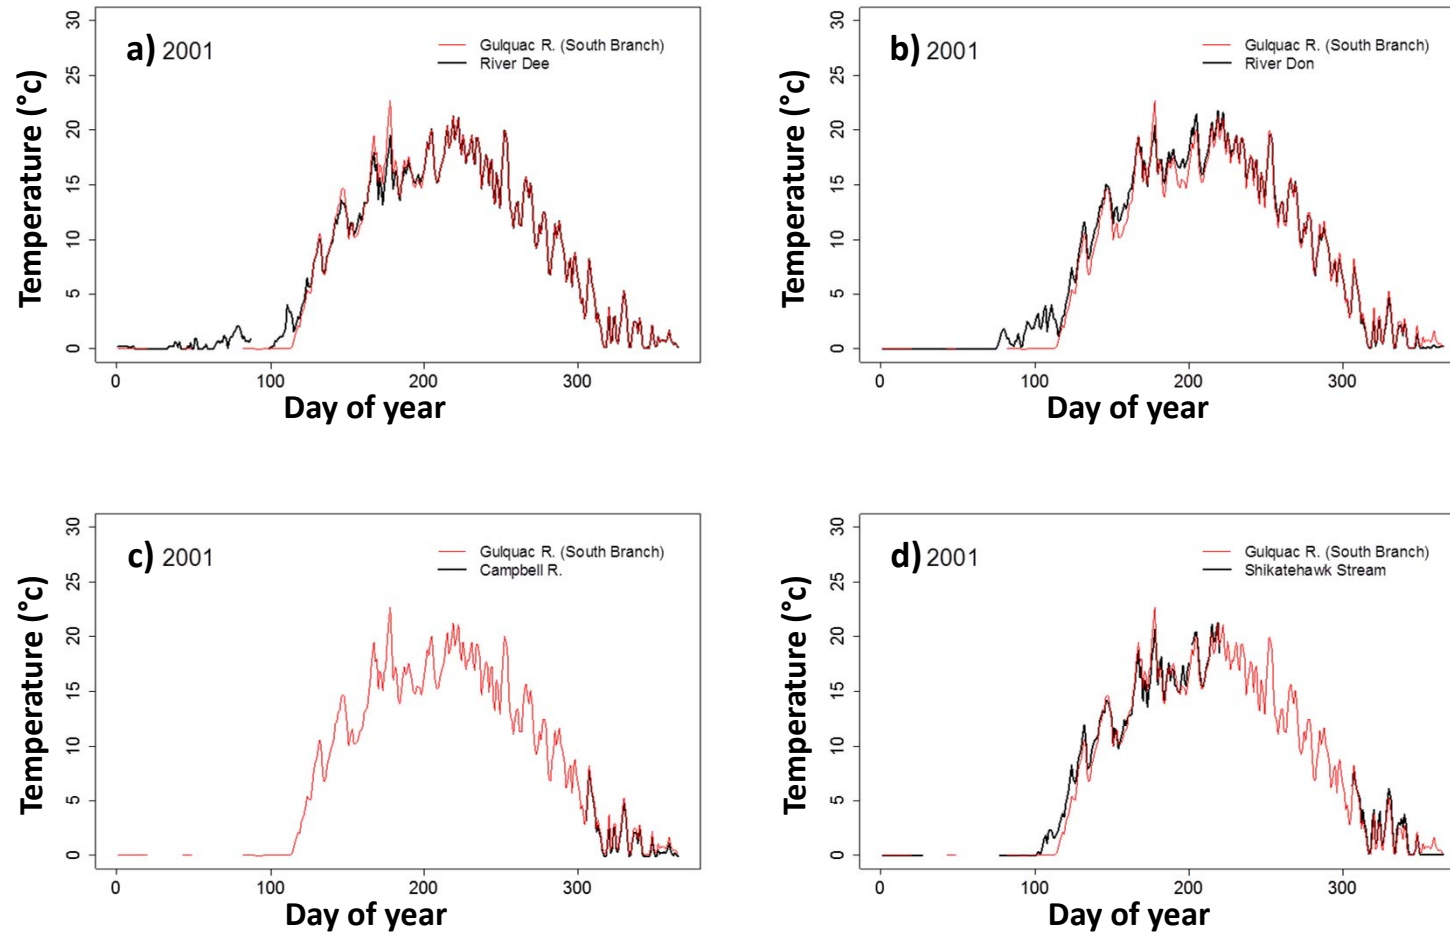 a) 2001
Gulquac R. (South Branch)
River Dee
Temperature (°c)
30
25
20
15
10
5
0
0 100 200 300
Day of year
b) 2001
Gulquac R. (South Branch)
River Don
Temperature (°c)
30
25
20
15
10
5
0
0 100 200 300
Day of year
c) 2001
Gulquac R. (South Branch)
Campbell R.
Temperature (°c)
30
25
20
15
10
5
0
0 100 200 300
Day of year
d) 2001
Gulquac R. (South Branch)
Shikatehawk Stream
Temperature (°c)
30
25
20
15
10
5
0
0 100 200 300
Day of year